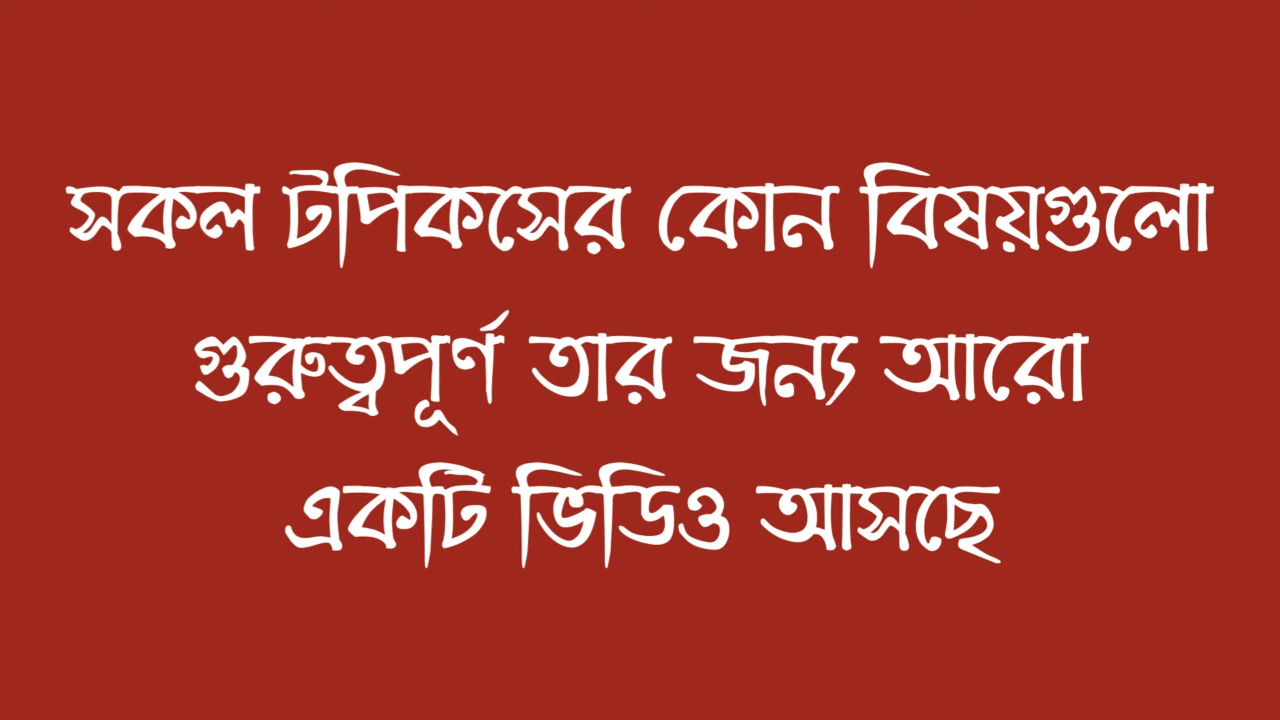 সকল টপিকসের কোন বিষয়গুলো
গুরুত্বপূর্ণ তার জন্য আরো
একটি ভিডিও আসছে